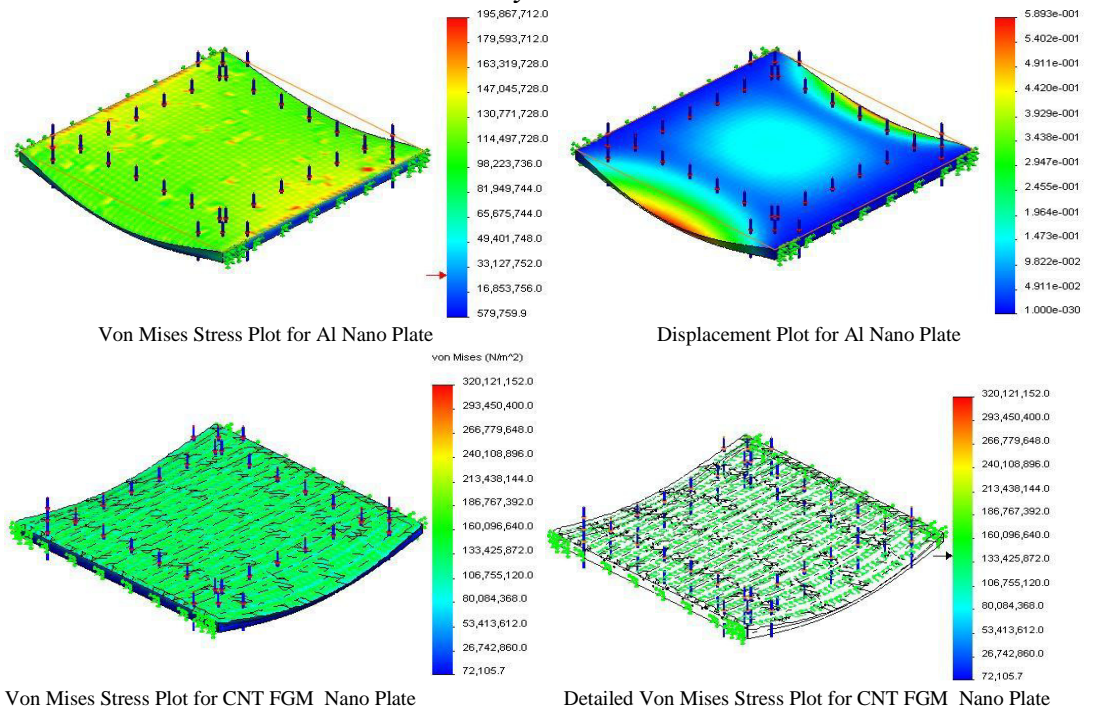 195,867,712.0
179,593,712.0
163,319,728.0
147,045,728.0
130,771,728.0
114,497,728.0
98,223,736.0
81,949,744.0
65,675,744.0
49,401,748.0
33,127,752.0
16,853,756.0
579,759.9
5.893e-001
5.402e-001
4.911e-001
4.420e-001
3.929e-001
3.438e-001
2.947e-001
2.455e-001
1.964e-001
1.473e-001
9.822e-002
4.911e-002
1.000e-030
Von Mises Stress Plot for Al Nano Plate
Displacement Plot for Al Nano Plate
von Mises (N/m^2)
320,121,152.0
293,450,400.0
266,779,648.0
240,108,896.0
213,438,144.0
186,767,392.0
160,096,640.0
133,425,872.0
106,755,120.0
80,084,368.0
53,413,612.0
26,742,860.0
72,105.7
320,121,152.0
293,450,400.0
266,779,648.0
240,108,896.0
213,438,144.0
186,767,392.0
160,096,640.0
133,425,872.0
106,755,120.0
80,084,368.0
53,413,612.0
26,742,860.0
72,105.7
Von Mises Stress Plot for CNT FGM Nano Plate
Detailed Von Mises Stress Plot for CNT FGM Nano Plate